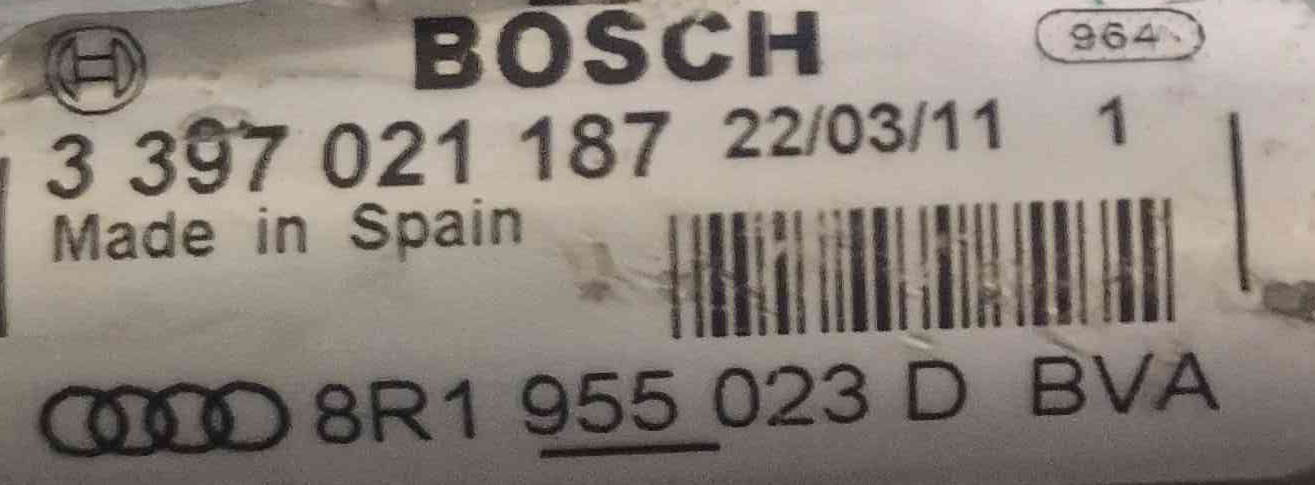 BOSCH 964
3 397 021 187 22/03/11 1
Made in Spain
8R1 955 023 D BVA